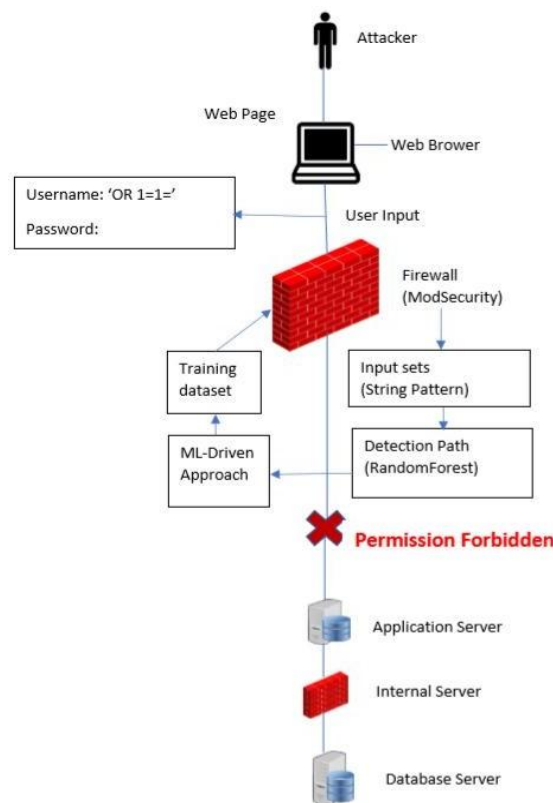 Attacker
Web Page
Web Brower
Username: ‘OR 1=1=’
Password:
User Input
Firewall
(ModSecurity)
Training
dataset
Input sets
(String Pattern)
ML-Driven
Approach
Detection Path
(RandomForest)
Permission Forbidden
Application Server
Internal Server
Database Server